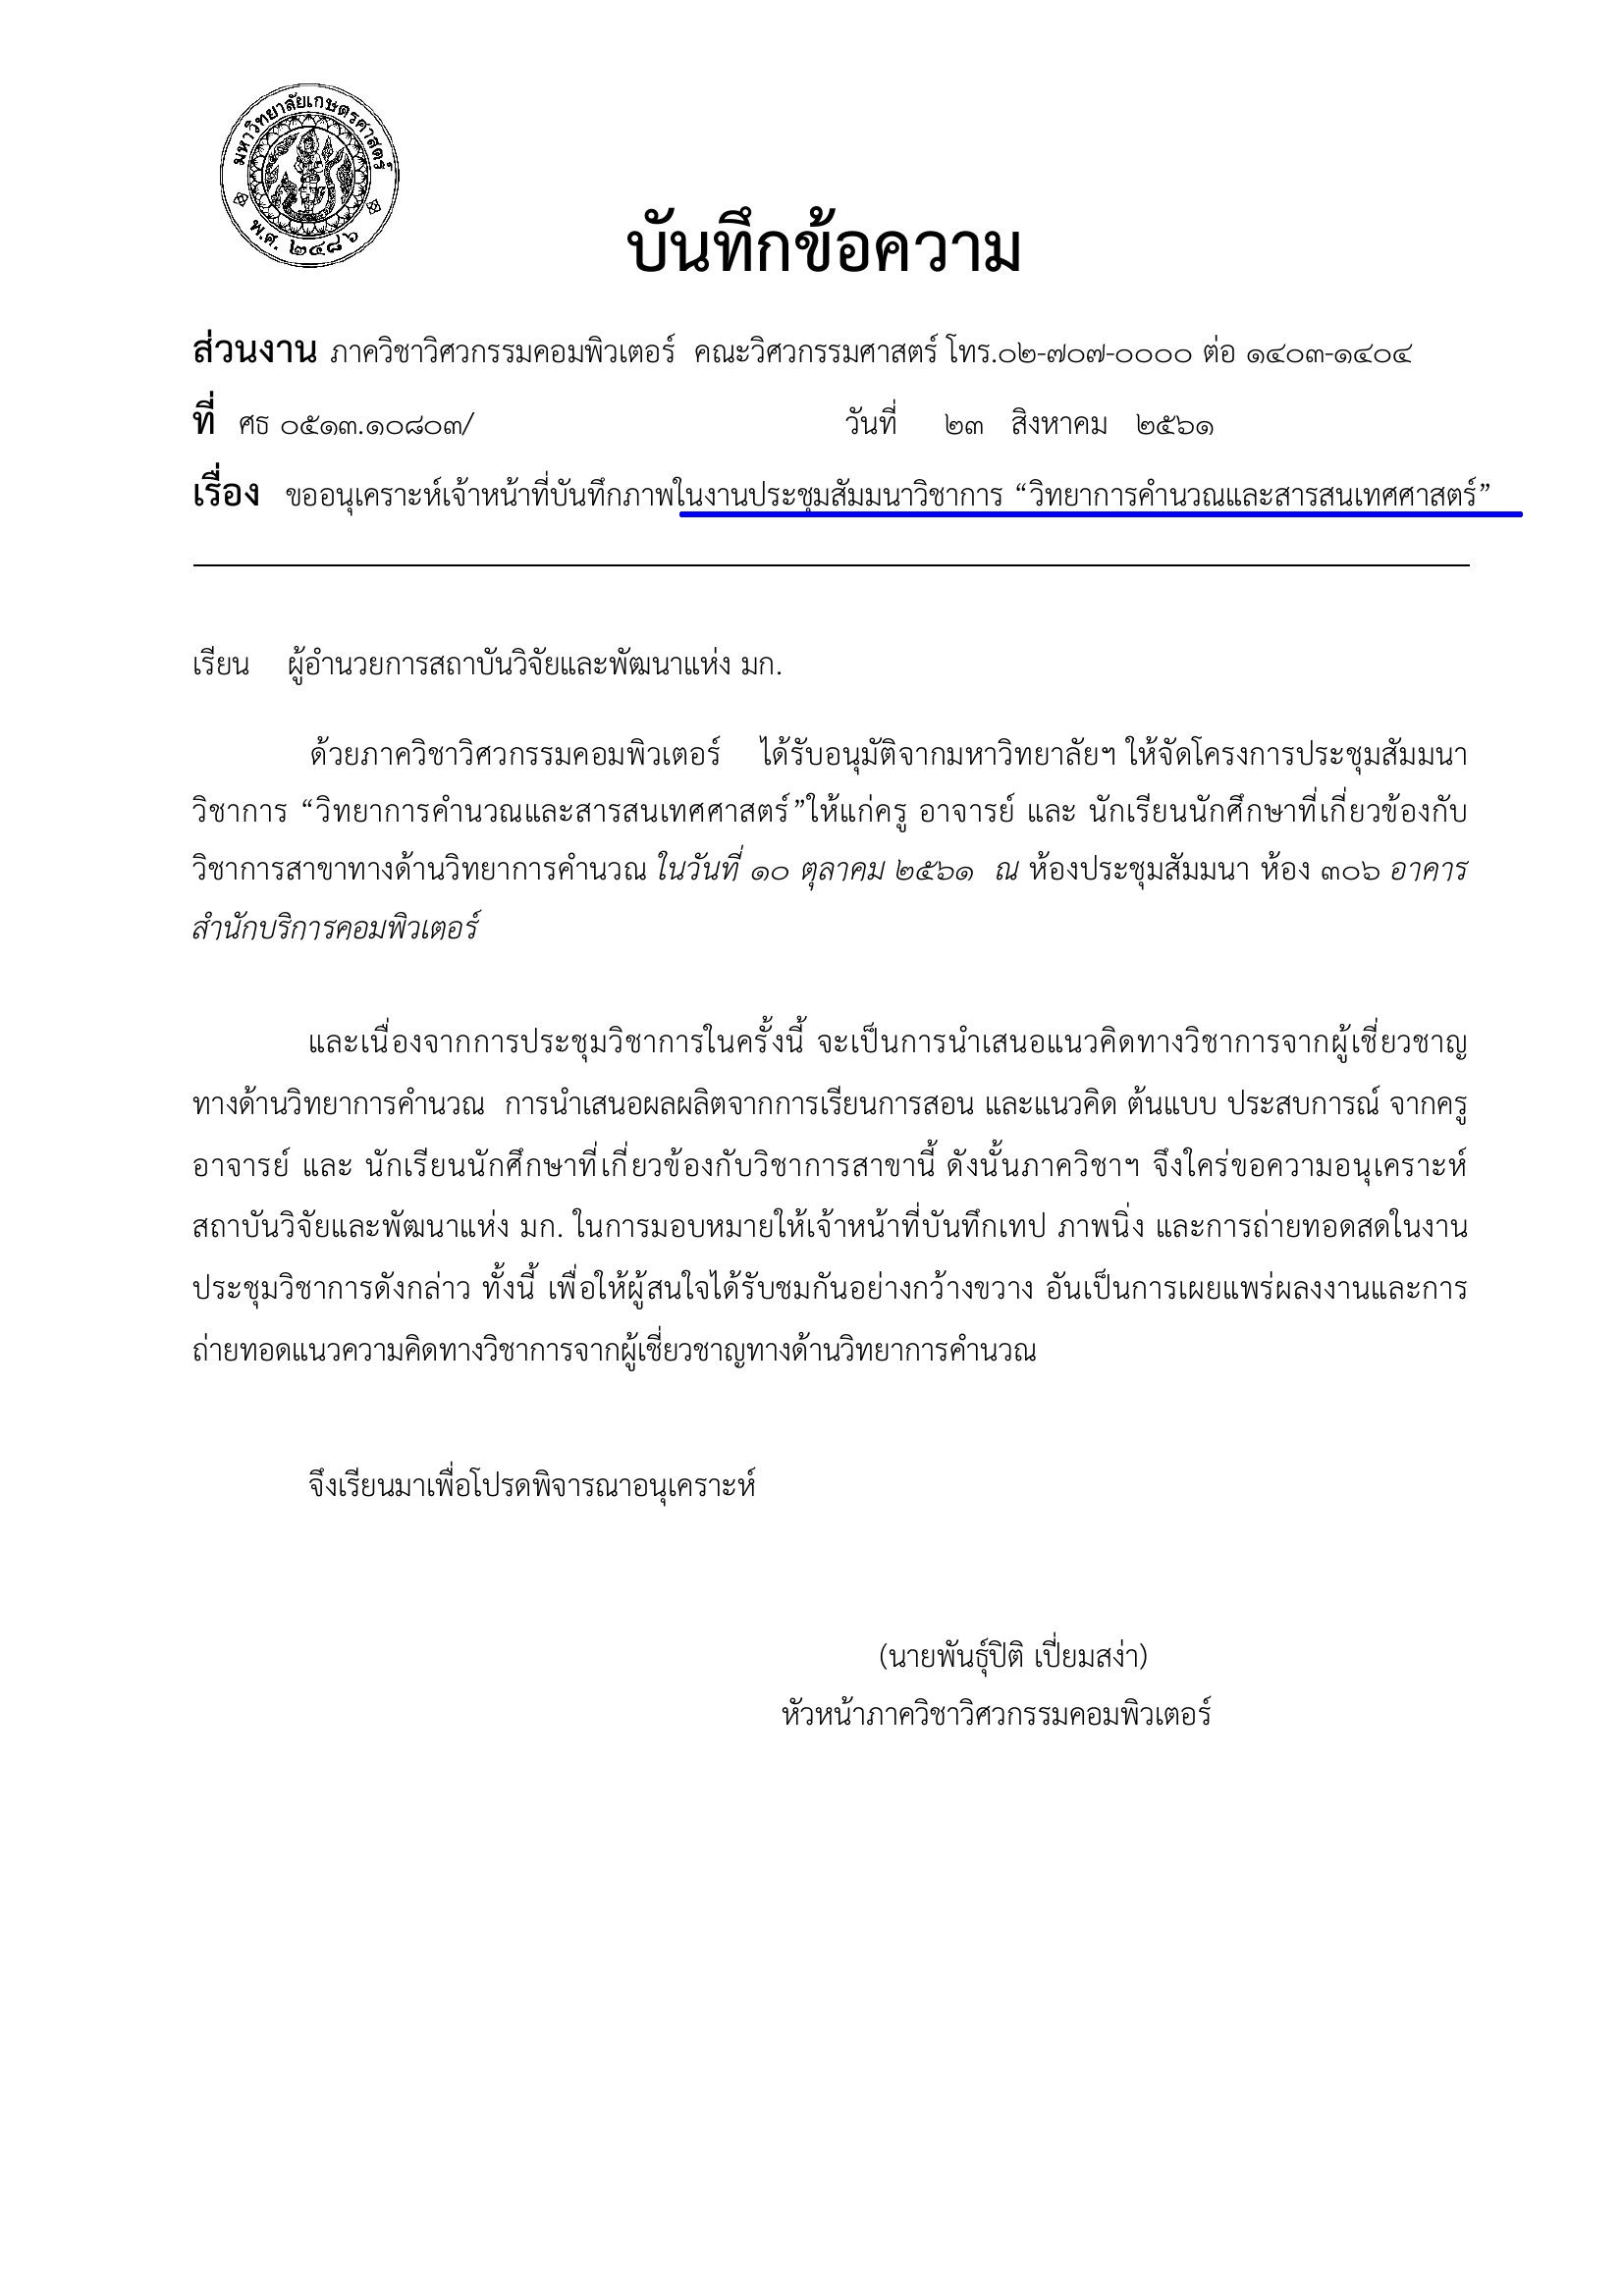 มหาวิทยาลัยเกษตรศาสตร์
พ.ศ. ๒๔๘๖
บันทึกข้อความ
ส่วนงาน ภาควิชาวิศวกรรมคอมพิวเตอร์ คณะวิศวกรรมศาสตร์ โทร.๐๒-๗๐๗-๐๐๐๐ ต่อ ๑๔๐๓-๑๔๐๔
ที่ ศธ ๐๕๑๓.๑๐๘๐๓/ วันที่ ๒๓ สิงหาคม ๒๕๖๑
เรื่อง ขออนุเคราะห์เจ้าหน้าที่บันทึกภาพในงานประชุมสัมมนาวิชาการ “วิทยาการคำนวณและสารสนเทศศาสตร์”
เรียน ผู้อำนวยการสถาบันวิจัยและพัฒนาแห่ง มก.
ด้วยภาควิชาวิศวกรรมคอมพิวเตอร์ ได้รับอนุมัติจากมหาวิทยาลัยฯ ให้จัดโครงการประชุมสัมมนา
วิชาการ “วิทยาการคำนวณและสารสนเทศศาสตร์”ให้แก่ครู อาจารย์ และ นักเรียนนักศึกษาที่เกี่ยวข้องกับ
วิชาการสาขาทางด้านวิทยาการคำนวณ ในวันที่ ๑๐ ตุลาคม ๒๕๖๑ ณ ห้องประชุมสัมมนา ห้อง ๓๐๖ อาคาร
สำนักบริการคอมพิวเตอร์
และเนื่องจากการประชุมวิชาการในครั้งนี้ จะเป็นการนำเสนอแนวคิดทางวิชาการจากผู้เชี่ยวชาญ
ทางด้านวิทยาการคำนวณ การนำเสนอผลผลิตจากการเรียนการสอน และแนวคิด ต้นแบบ ประสบการณ์ จากครู
อาจารย์ และ นักเรียนนักศึกษาที่เกี่ยวข้องกับวิชาการสาขานี้ ดังนั้นภาควิชาฯ จึงใคร่ขอความอนุเคราะห์
สถาบันวิจัยและพัฒนาแห่ง มก. ในการมอบหมายให้เจ้าหน้าที่บันทึกเทป ภาพนิ่ง และการถ่ายทอดสดในงาน
ประชุมวิชาการดังกล่าว ทั้งนี้ เพื่อให้ผู้สนใจได้รับชมกันอย่างกว้างขวาง อันเป็นการเผยแพร่ผลงานและการ
ถ่ายทอดแนวความคิดทางวิชาการจากผู้เชี่ยวชาญทางด้านวิทยาการคำนวณ
จึงเรียนมาเพื่อโปรดพิจารณาอนุเคราะห์
(นายพันธุ์ปิติ เปี่ยมสง่า)
หัวหน้าภาควิชาวิศวกรรมคอมพิวเตอร์